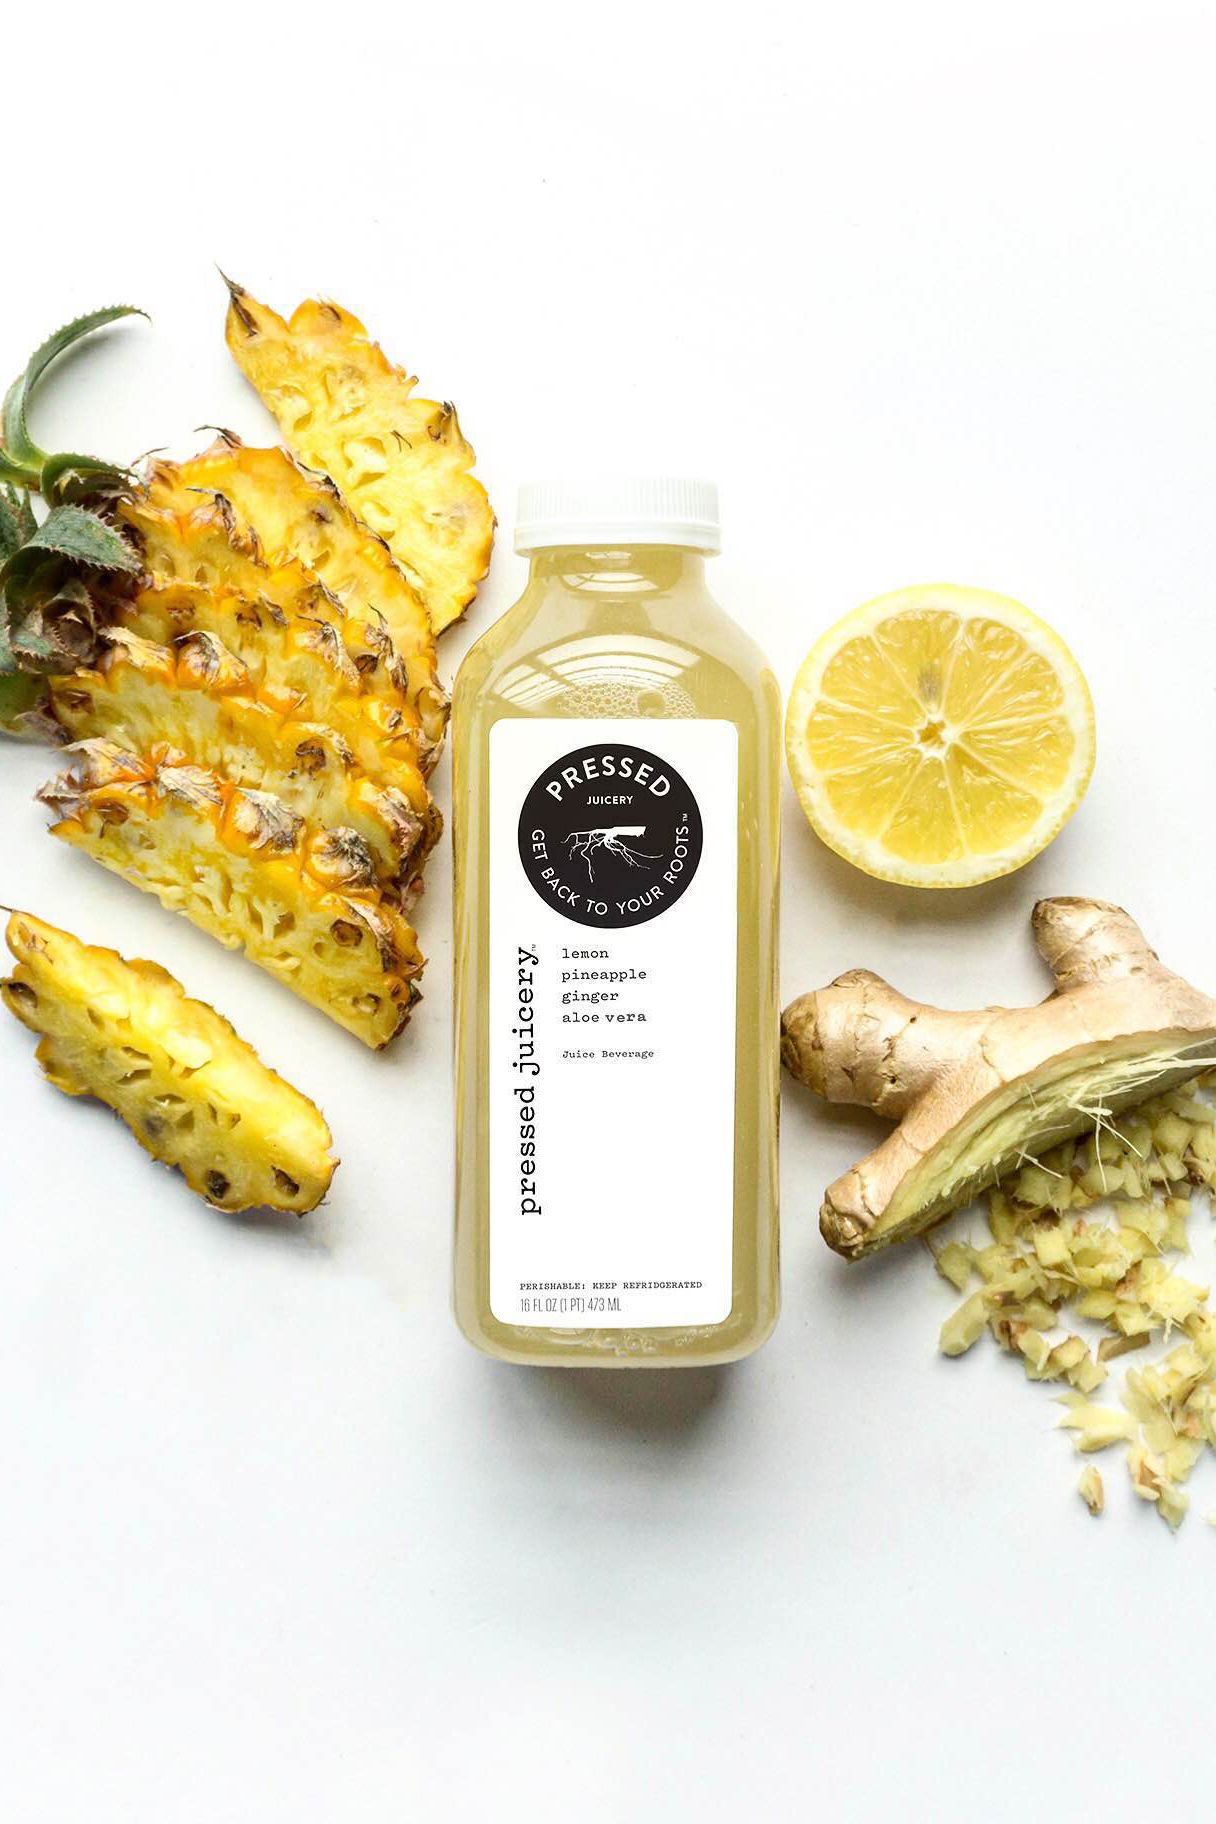 PRESSED
JUICERY
GET BACK TO YOUR ROOTS™
pressed juicery™
lemon
pineapple
ginger
aloe vera
Juice Beverage
PERISHABLE: KEEP REFRIDGERATED
16 FL OZ (1 PT) 473 ML